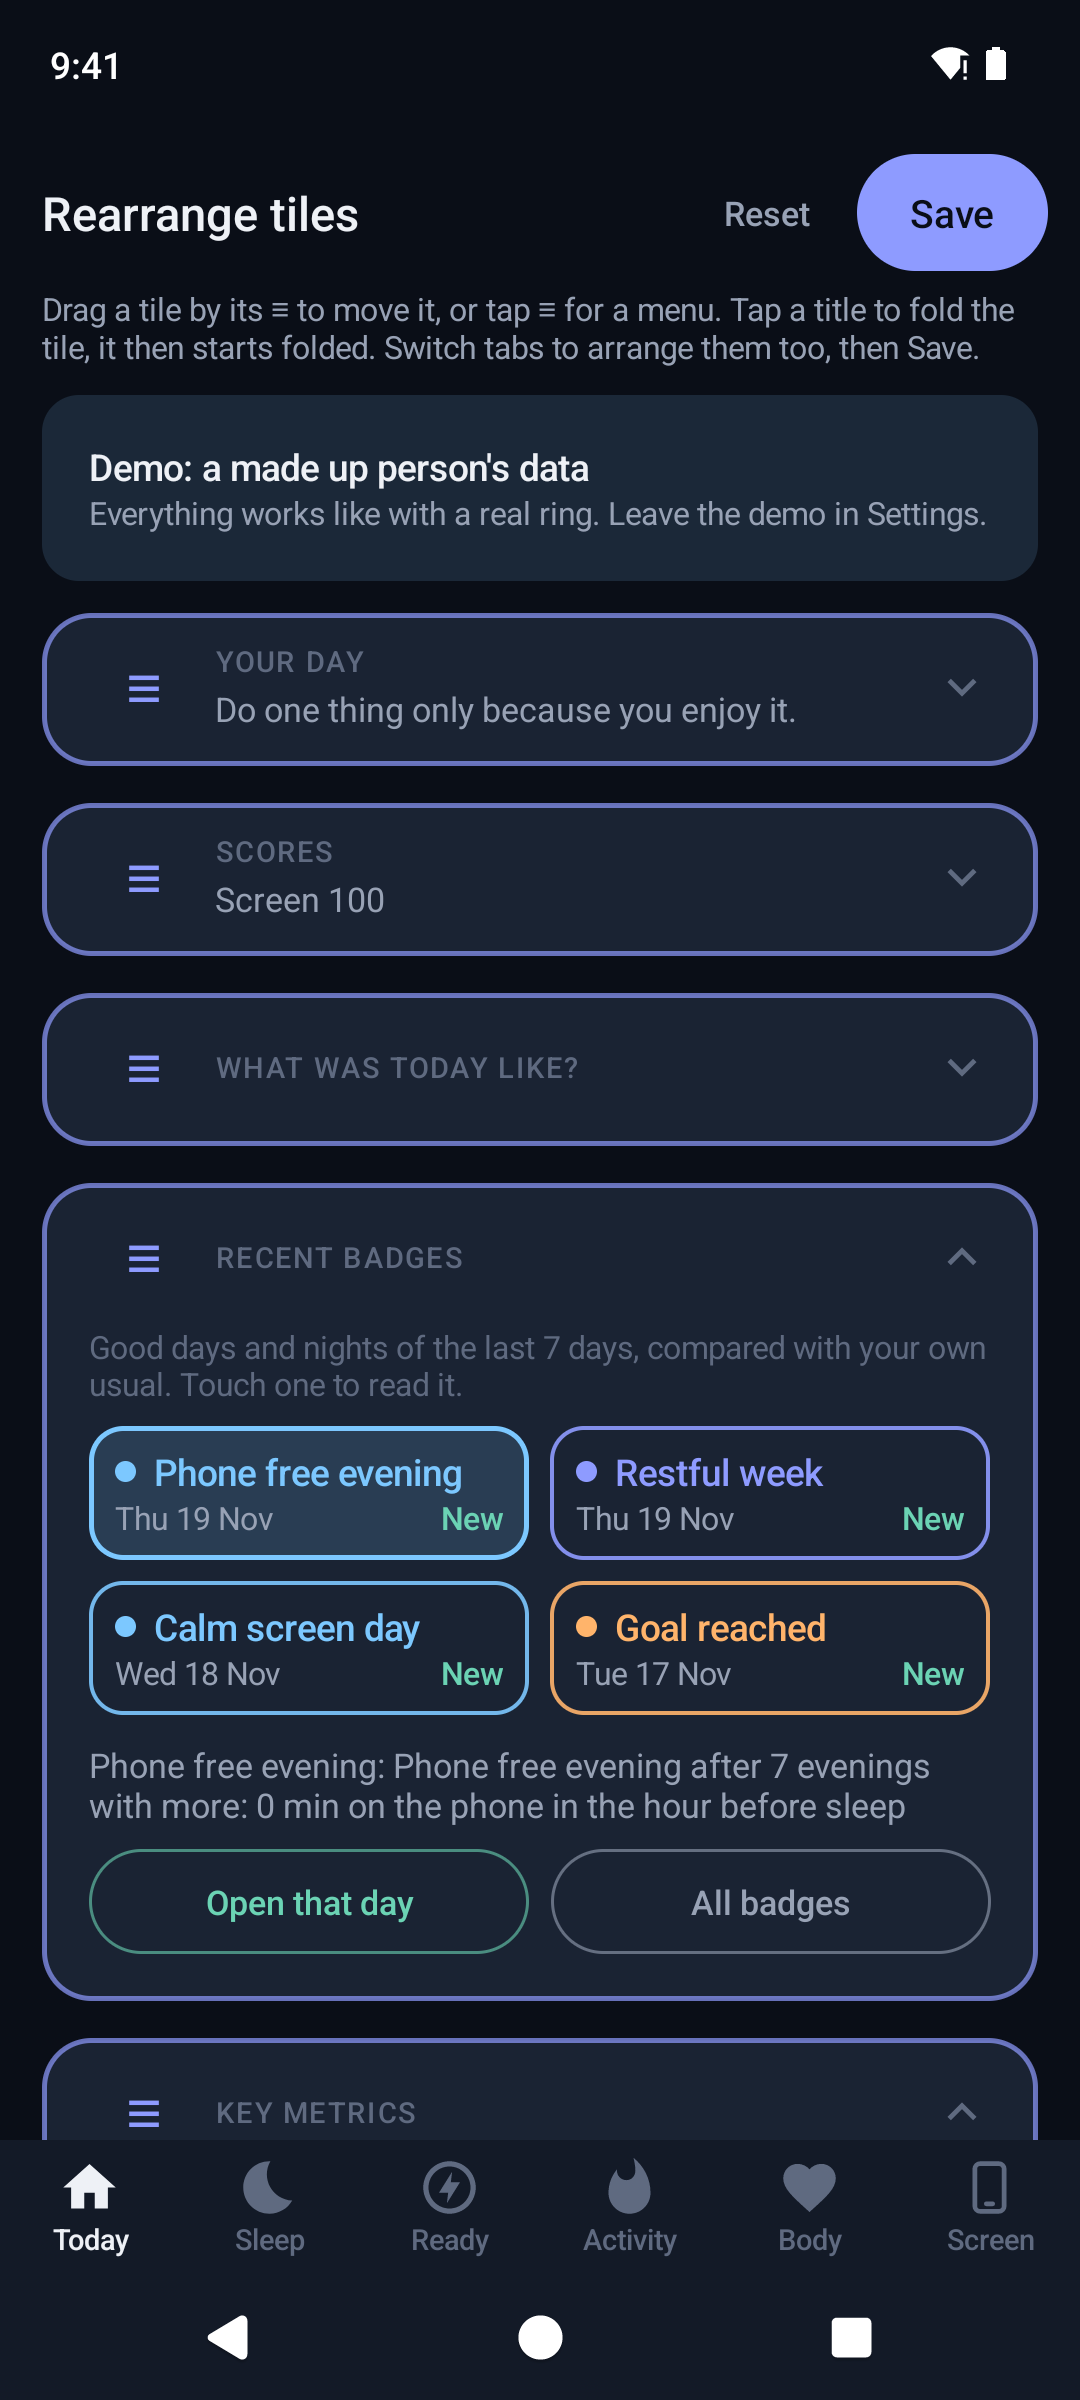 9:41
Rearrange tiles
Reset
Save
Drag a tile by its ≡ to move it, or tap ≡ for a menu. Tap a title to fold the
tile, it then starts folded. Switch tabs to arrange them too, then Save.
Demo: a made up person's data
Everything works like with a real ring. Leave the demo in Settings.
YOUR DAY
Do one thing only because you enjoy it.
SCORES
Screen 100
WHAT WAS TODAY LIKE?
RECENT BADGES
Good days and nights of the last 7 days, compared with your own
usual. Touch one to read it.
Phone free evening
Thu 19 Nov New
Restful week
Thu 19 Nov New
Calm screen day
Wed 18 Nov New
Goal reached
Tue 17 Nov New
Phone free evening: Phone free evening after 7 evenings
with more: 0 min on the phone in the hour before sleep
Open that day
All badges
KEY METRICS
Today
Sleep
Ready
Activity
Body
Screen